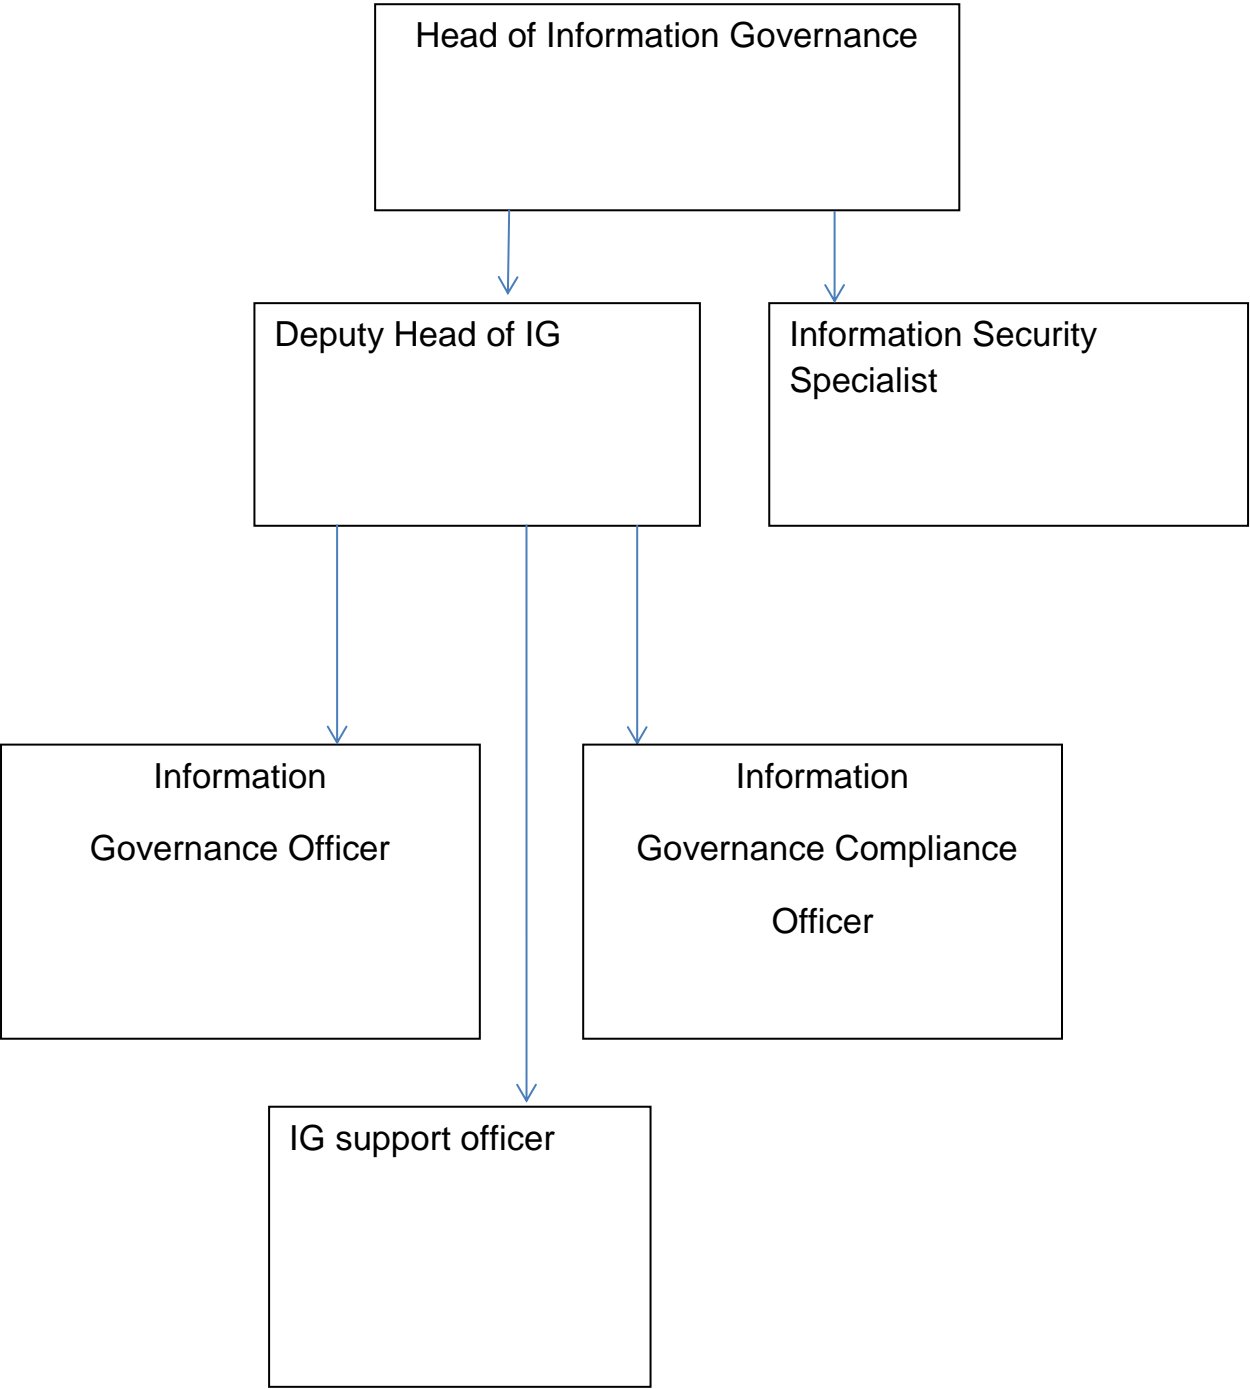 Head of Information Governance
Deputy Head of IG
Information Security
Specialist
Information
Governance Officer
Information
Governance Compliance
Officer
IG support officer